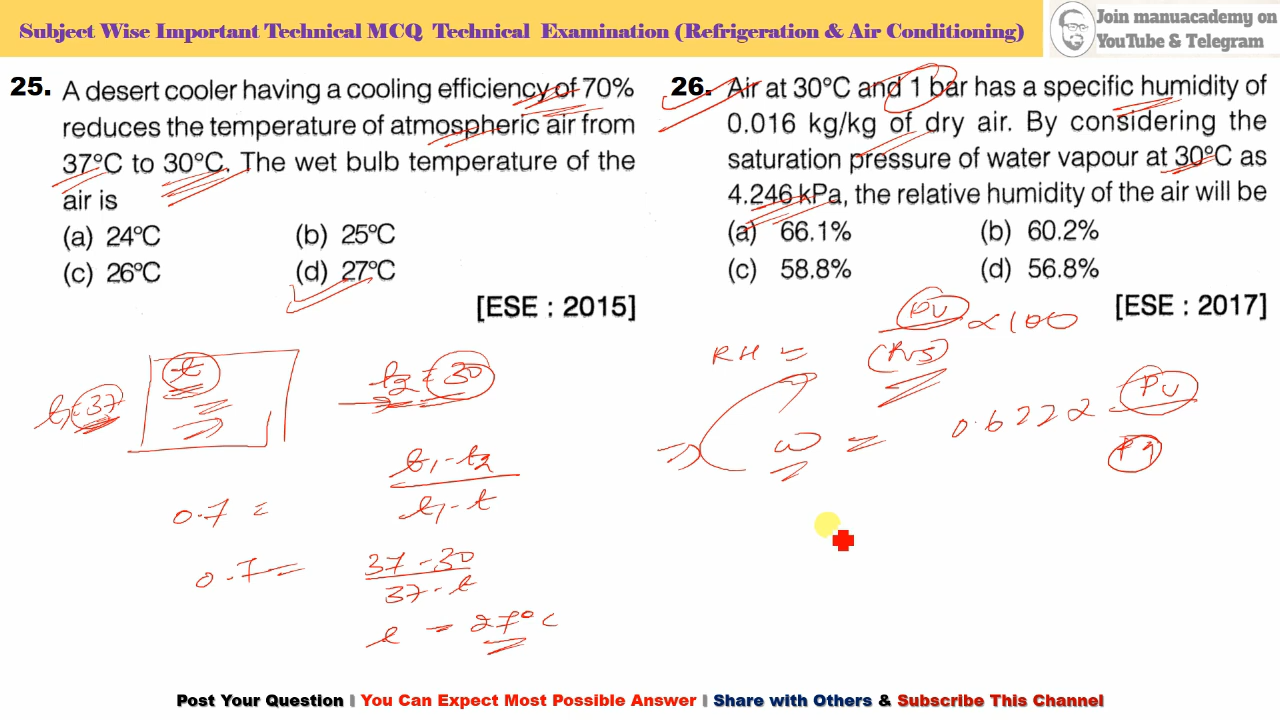 Subject Wise Important Technical MCQ Technical Examination (Refrigeration & Air Conditioning)
Join manuacademy on
YouTube & Telegram
25. A desert cooler having a cooling efficiency of 70%
reduces the temperature of atmospheric air from
37°C to 30°C. The wet bulb temperature of the
air is
(a) 24°C (b) 25°C
(c) 26°C (d) 27°C
[ESE : 2015]
t1=37
t
t2=30
0.7 = t1-t2 / t1-t
0.7= 37-30 / 37-t
t = 27°C
26. Air at 30°C and 1 bar has a specific humidity of
0.016 kg/kg of dry air. By considering the
saturation pressure of water vapour at 30°C as
4.246 kPa, the relative humidity of the air will be
(a) 66.1% (b) 60.2%
(c) 58.8% (d) 56.8%
[ESE : 2017]
RH = Pv / Pvs ×100
ω = 0.6222 Pv / Pa
Post Your Question | You Can Expect Most Possible Answer | Share with Others & Subscribe This Channel